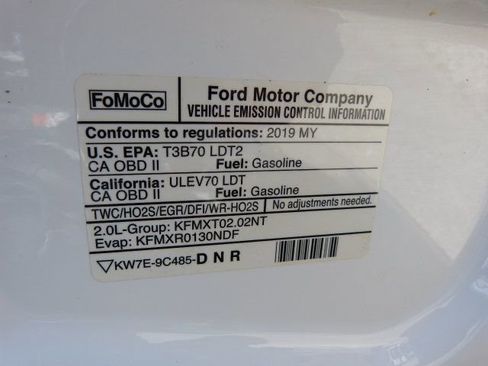 FoMoCo
Ford Motor Company
VEHICLE EMISSION CONTROL INFORMATION
Conforms to regulations: 2019 MY
U.S. EPA: T3B70 LDT2
CA OBD II Fuel: Gasoline
California: ULEV70 LDT
CA OBD II Fuel: Gasoline
TWC/HO2S/EGR/DFI/WR-HO2S No adjustments needed.
2.0L-Group: KFMXT02.02NT
Evap: KFMXR0130NDF
KW7E-9C485-DNR